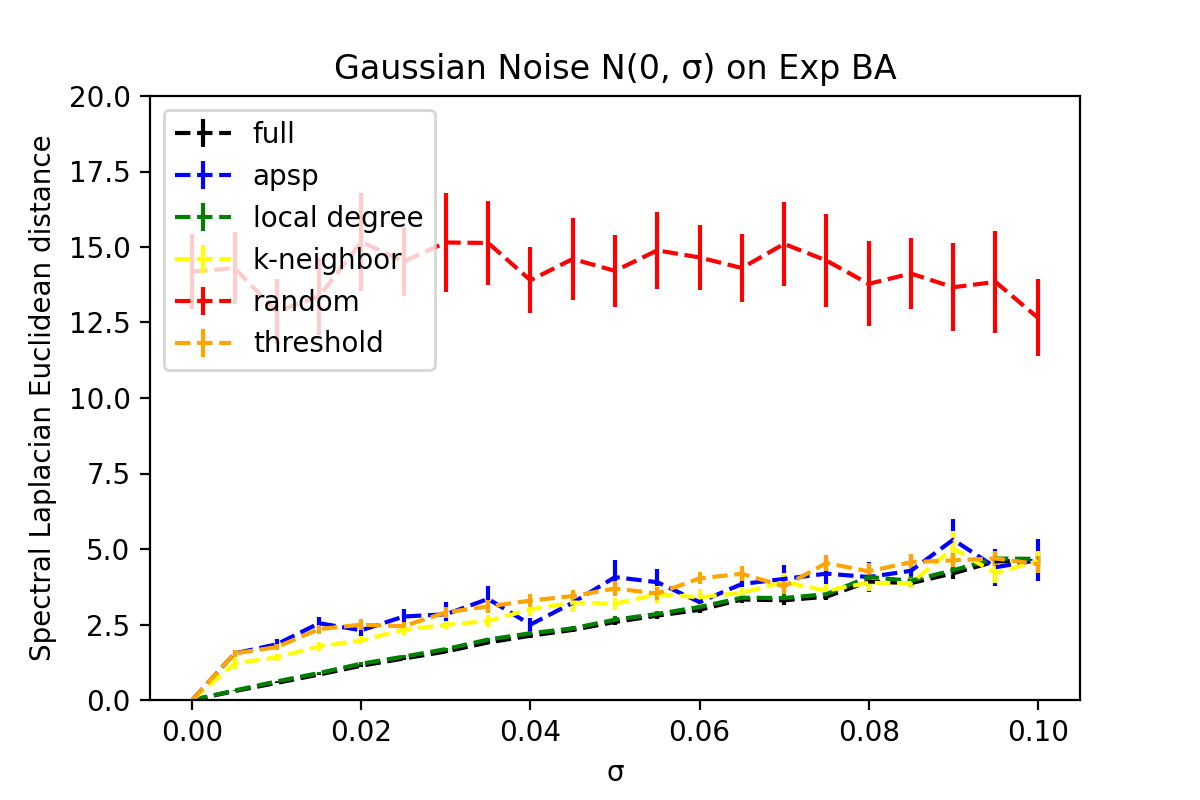 Gaussian Noise N(0, σ) on Exp BA
Spectral Laplacian Euclidean distance
20.0
17.5
15.0
12.5
10.0
7.5
5.0
2.5
0.0
full
apsp
local degree
k-neighbor
random
threshold
0.00 0.02 0.04 0.06 0.08 0.10
σ